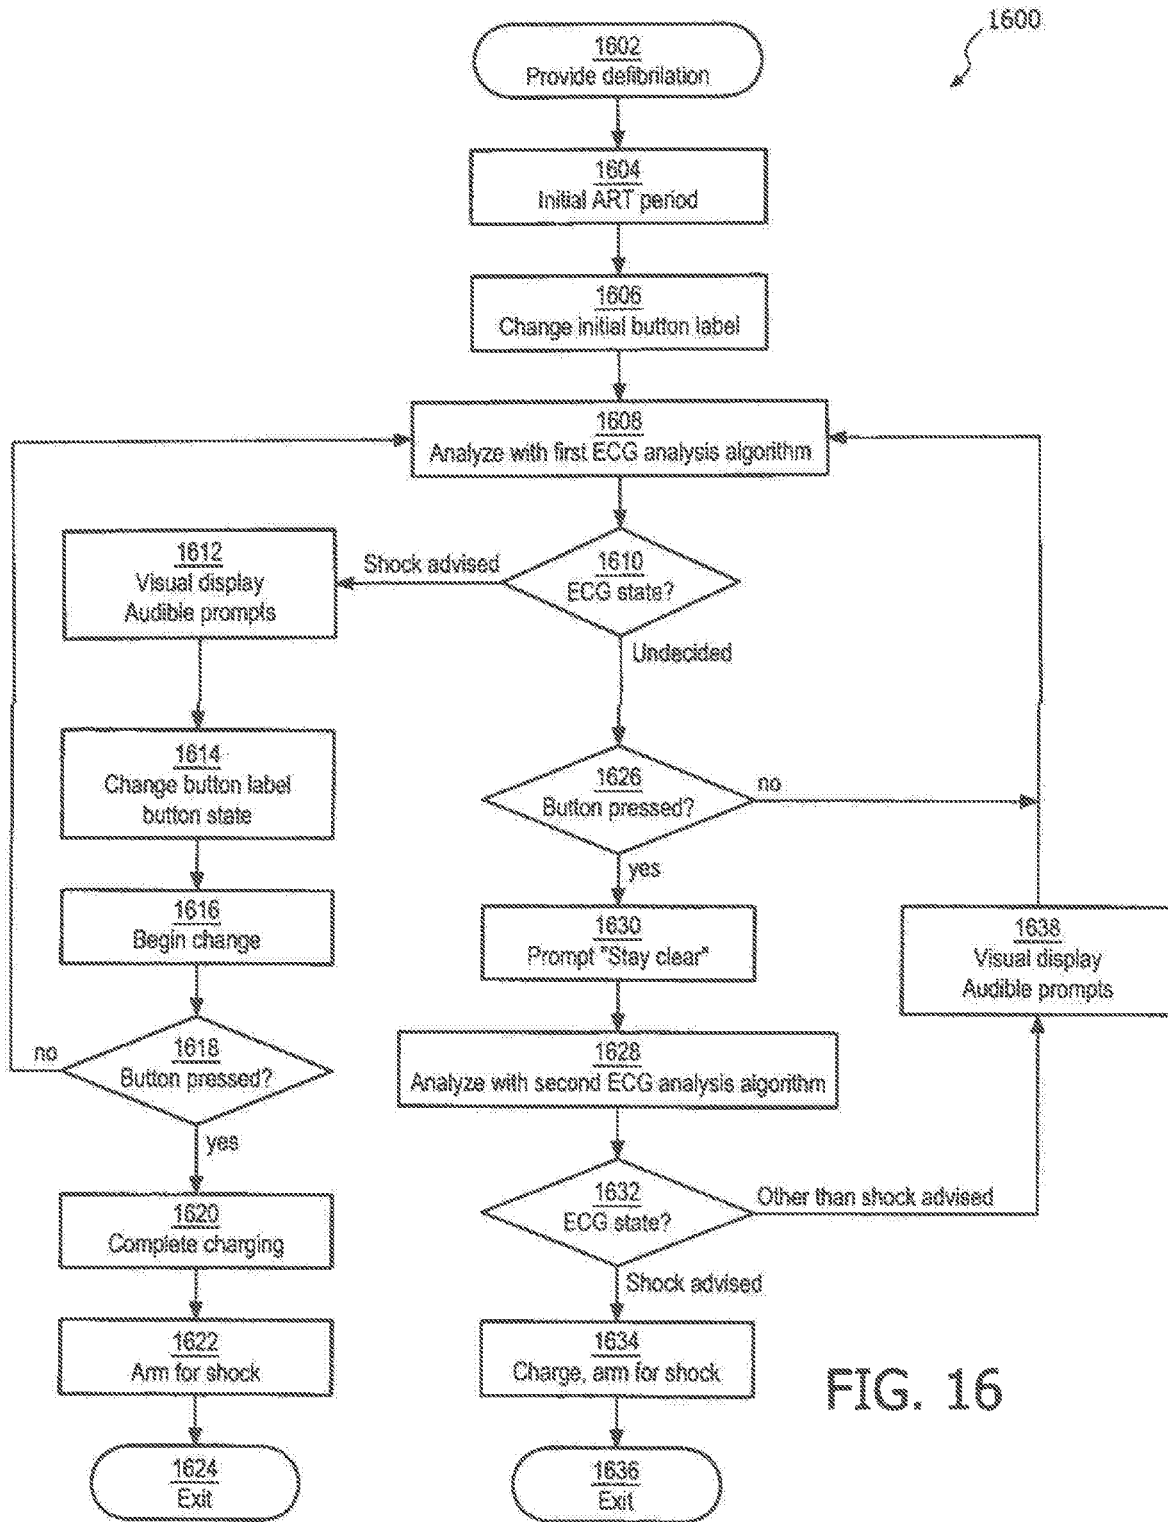 1600
1602
Provide defibrilation
1604
Initial ART period
1606
Change initial button label
1608
Analyze with first ECG analysis algorithm
1610
ECG state?
Shock advised
Undecided
1612
Visual display
Audible prompts
1614
Change button label
button state
1616
Begin change
1618
Button pressed?
no
yes
1620
Complete charging
1622
Arm for shock
1624
Exit
1626
Button pressed?
no
yes
1630
Prompt "Stay clear"
1628
Analyze with second ECG analysis algorithm
1632
ECG state?
Other than shock advised
Shock advised
1638
Visual display
Audible prompts
1634
Charge, arm for shock
1636
Exit
FIG. 16